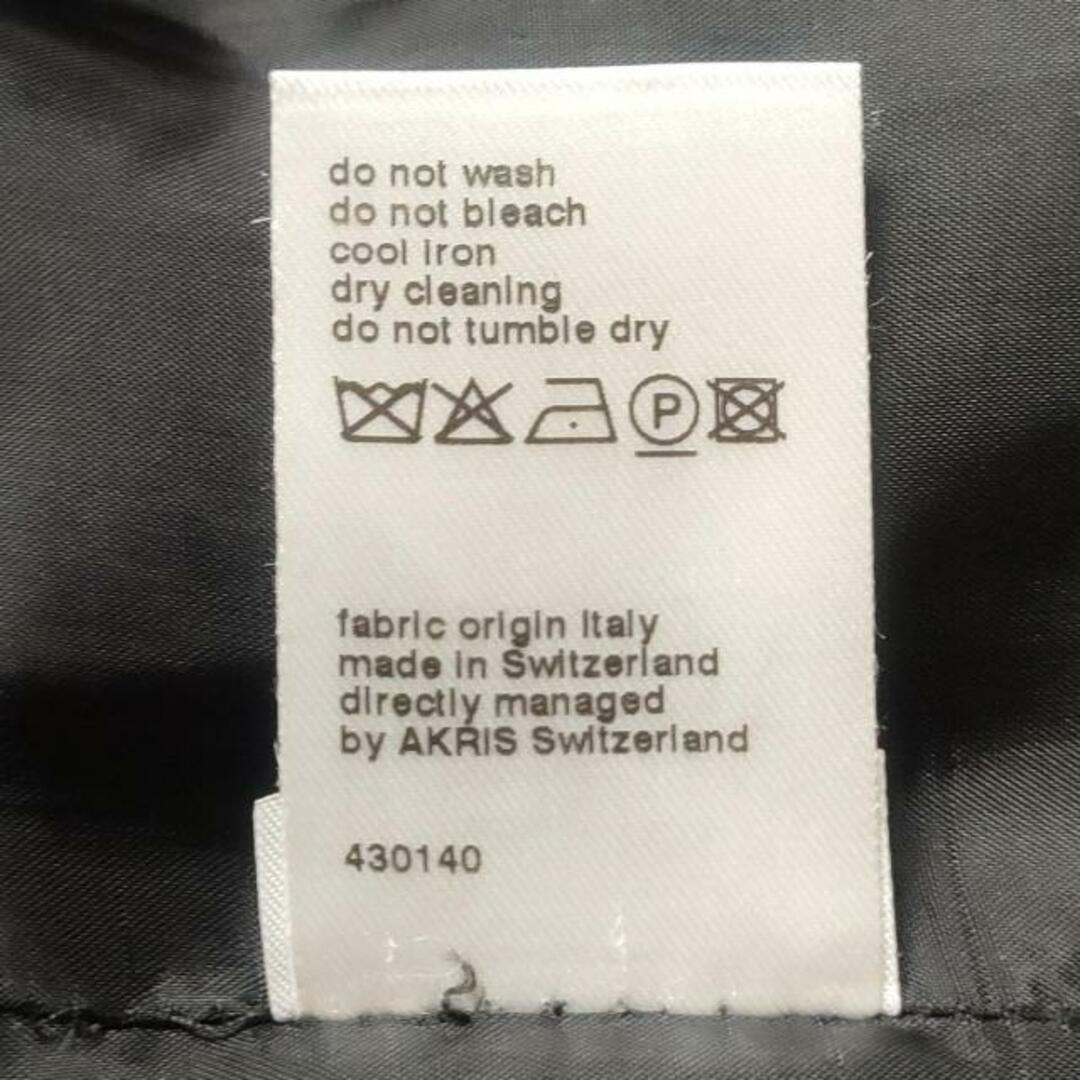 do not wash
do not bleach
cool iron
dry cleaning
do not tumble dry
P
fabric origin Italy
made in Switzerland
directly managed
by AKRIS Switzerland
430140